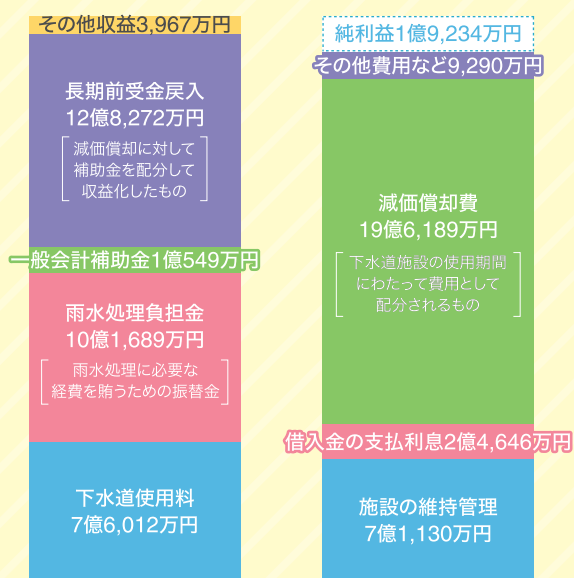 その他収益3,967万円
長期前受金戻入
12億8,272万円
減価償却に対して
補助金を配分して
収益化したもの
一般会計補助金1億549万円
雨水処理負担金
10億1,689万円
雨水処理に必要な
経費を賄うための振替金
下水道使用料
7億6,012万円
純利益1億9,234万円
その他費用など9,290万円
減価償却費
19億6,189万円
下水道施設の使用期間
にわたって費用として
配分されるもの
借入金の支払利息2億4,646万円
施設の維持管理
7億1,130万円